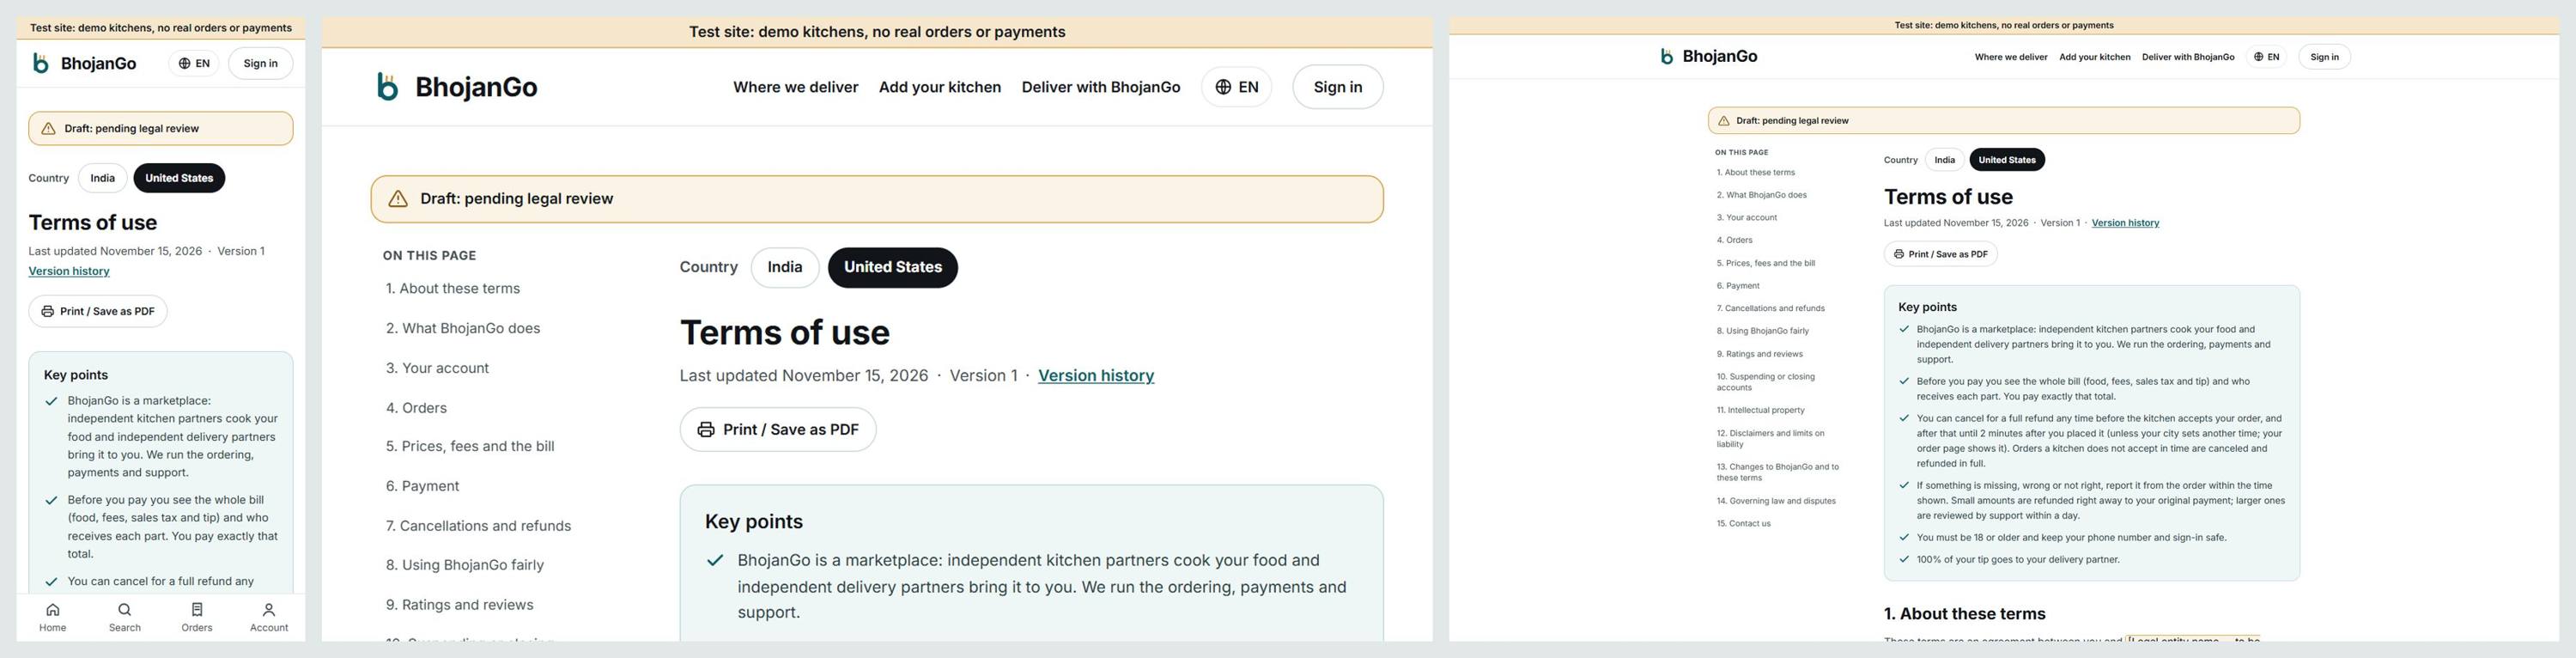 Test site: demo kitchens, no real orders or payments
BhojanGo
EN
Sign in
Draft: pending legal review
Country
India
United States
Terms of use
Last updated November 15, 2026 · Version 1
Version history
Print / Save as PDF
Key points
BhojanGo is a marketplace:
independent kitchen partners cook your
food and independent delivery partners
bring it to you. We run the ordering,
payments and support.
Before you pay you see the whole bill
(food, fees, sales tax and tip) and who
receives each part. You pay exactly that
total.
You can cancel for a full refund any
Home
Search
Orders
Account
Test site: demo kitchens, no real orders or payments
BhojanGo
Where we deliver
Add your kitchen
Deliver with BhojanGo
EN
Sign in
Draft: pending legal review
ON THIS PAGE
1. About these terms
2. What BhojanGo does
3. Your account
4. Orders
5. Prices, fees and the bill
6. Payment
7. Cancellations and refunds
8. Using BhojanGo fairly
9. Ratings and reviews
Country
India
United States
Terms of use
Last updated November 15, 2026 · Version 1 · Version history
Print / Save as PDF
Key points
BhojanGo is a marketplace: independent kitchen partners cook your food and
independent delivery partners bring it to you. We run the ordering, payments and
support.
Test site: demo kitchens, no real orders or payments
BhojanGo
Where we deliver
Add your kitchen
Deliver with BhojanGo
EN
Sign in
Draft: pending legal review
ON THIS PAGE
1. About these terms
2. What BhojanGo does
3. Your account
4. Orders
5. Prices, fees and the bill
6. Payment
7. Cancellations and refunds
8. Using BhojanGo fairly
9. Ratings and reviews
10. Suspending or closing
accounts
11. Intellectual property
12. Disclaimers and limits on
liability
13. Changes to BhojanGo and to
these terms
14. Governing law and disputes
15. Contact us
Country
India
United States
Terms of use
Last updated November 15, 2026 · Version 1 · Version history
Print / Save as PDF
Key points
BhojanGo is a marketplace: independent kitchen partners cook your food and
independent delivery partners bring it to you. We run the ordering, payments and
support.
Before you pay you see the whole bill (food, fees, sales tax and tip) and who
receives each part. You pay exactly that total.
You can cancel for a full refund any time before the kitchen accepts your order, and
after that until 2 minutes after you placed it (unless your city sets another time; your
order page shows it). Orders a kitchen does not accept in time are canceled and
refunded in full.
If something is missing, wrong or not right, report it from the order within the time
shown. Small amounts are refunded right away to your original payment; larger ones
are reviewed by support within a day.
You must be 18 or older and keep your phone number and sign-in safe.
100% of your tip goes to your delivery partner.
1. About these terms